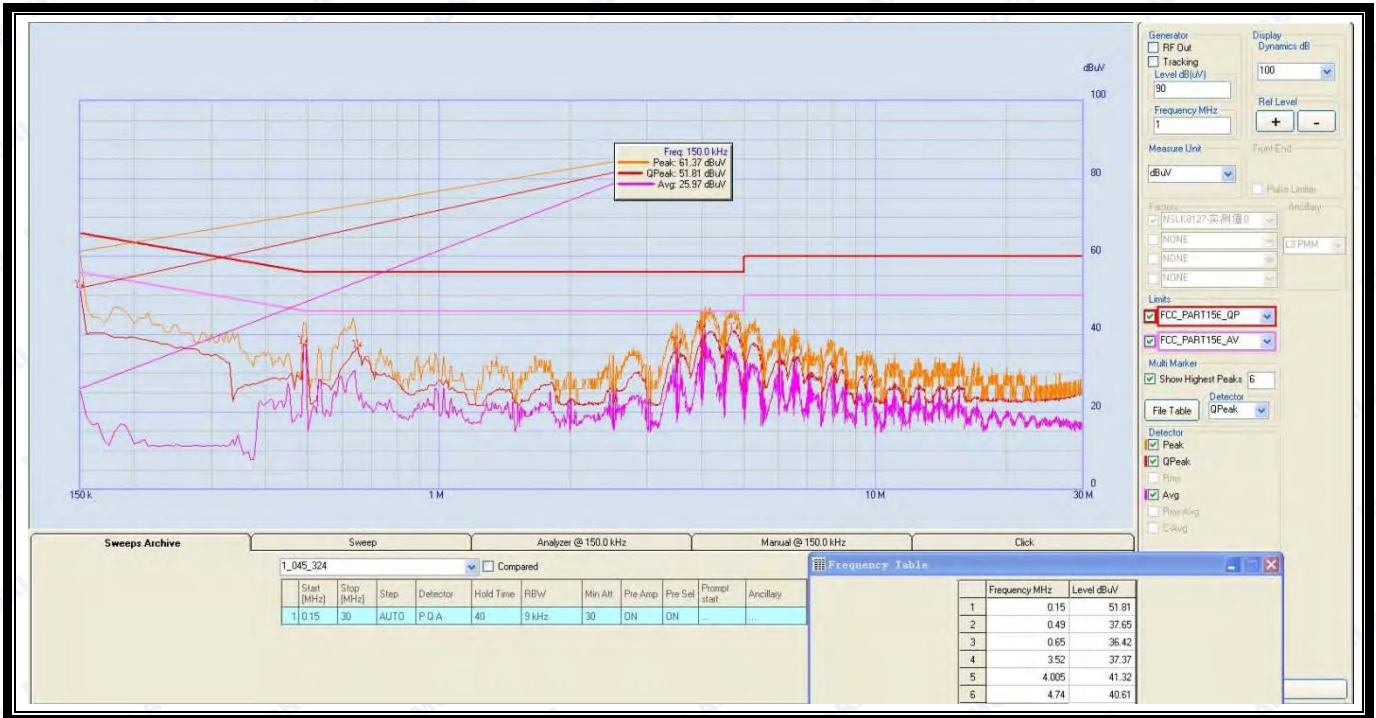 dBuV
100
80
60
40
20
0
150 k
1 M
10 M
30 M
Freq: 150.0 kHz
Peak: 61.37 dBuV
QPeak: 51.81 dBuV
Avg: 25.97 dBuV
Generator
RF Out
Tracking
Level dB(uV)
90
Frequency MHz
1
Display
Dynamics dB
100
Ref Level
+ -
Measure Unit
dBuV
Front End
Pulse Limiter
Factors
NSLK8127-实测值0
NONE
NONE
NONE
Ancillary
L3 PMM
Limits
FCC_PART15E_QP
FCC_PART15E_AV
Multi Marker
Show Highest Peaks 6
File Table
Detector
QPeak
Detector
Peak
QPeak
Rms
Avg
Rms-Avg
C-Avg
Sweeps Archive Sweep Analyzer @ 150.0 kHz Manual @ 150.0 kHz Click
1_045_324 Compared
Start [MHz] Stop [MHz] Step Detector Hold Time RBW Min Att Pre Amp Pre Sel Prompt start Ancillary
1 0.15 30 AUTO P Q A 40 9 kHz 30 ON ON ... ...
Frequency Table
Frequency MHz Level dBuV
1 0.15 51.81
2 0.49 37.65
3 0.65 36.42
4 3.52 37.37
5 4.005 41.32
6 4.74 40.61